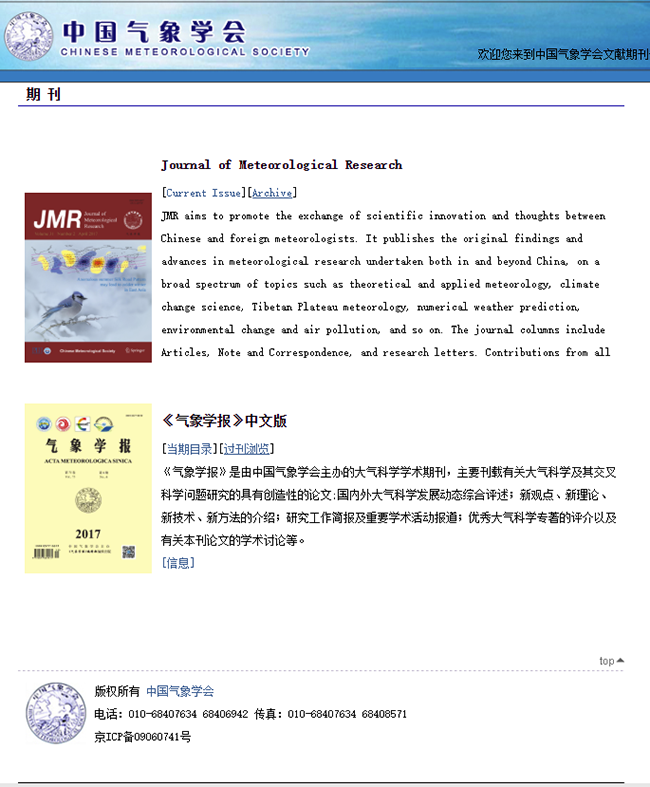 中国气象学会
CHINESE METEOROLOGICAL SOCIETY
欢迎您来到中国气象学会文献期刊
期 刊
Journal of Meteorological Research
[Current Issue][Archive]
JMR aims to promote the exchange of scientific innovation and thoughts between
Chinese and foreign meteorologists. It publishes the original findings and
advances in meteorological research undertaken both in and beyond China, on a
broad spectrum of topics such as theoretical and applied meteorology, climate
change science, Tibetan Plateau meteorology, numerical weather prediction,
environmental change and air pollution, and so on. The journal columns include
Articles, Note and Correspondence, and research letters. Contributions from all
JMR
Journal of
Meteorological
Research
Chinese Meteorological Society
Springer
《气象学报》中文版
[当期目录][过刊浏览]
《气象学报》是由中国气象学会主办的大气科学学术期刊，主要刊载有关大气科学及其交叉
科学问题研究的具有创造性的论文;国内外大气科学发展动态综合评述；新观点、新理论、
新技术、新方法的介绍；研究工作简报及重要学术活动报道；优秀大气科学专著的评介以及
有关本刊论文的学术讨论等。
[信息]
气象学报
ACTA METEOROLOGICA SINICA
2017
top
版权所有 中国气象学会
电话：010-68407634 68406942 传真：010-68407634 68408571
京ICP备09060741号